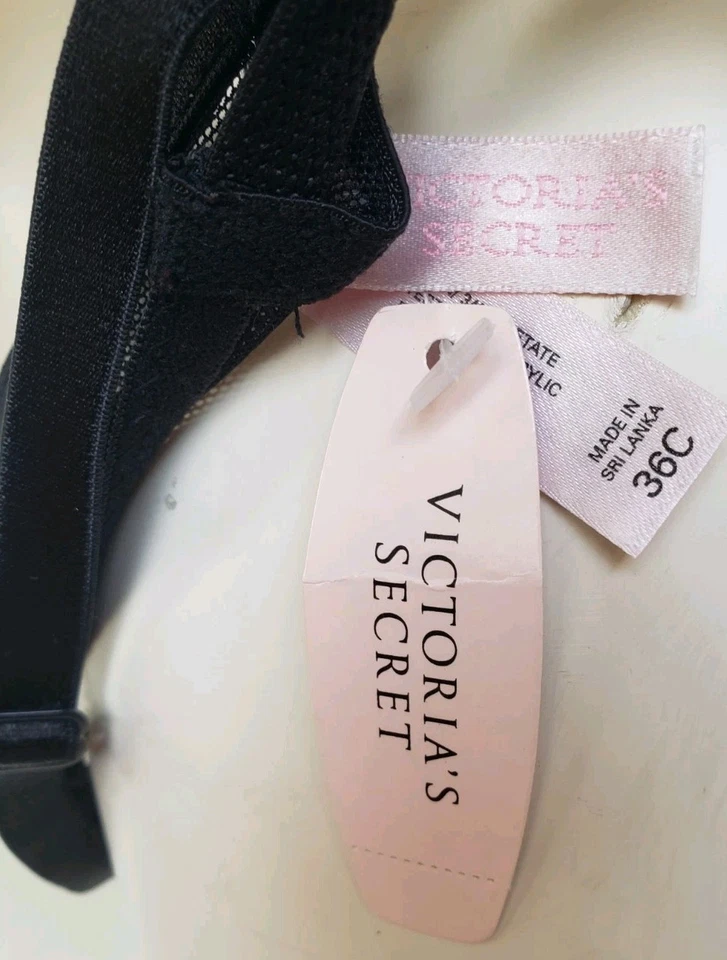 VICTORIA'S
SECRET
MADE IN
SRI LANKA
36C
VICTORIA'S
SECRET